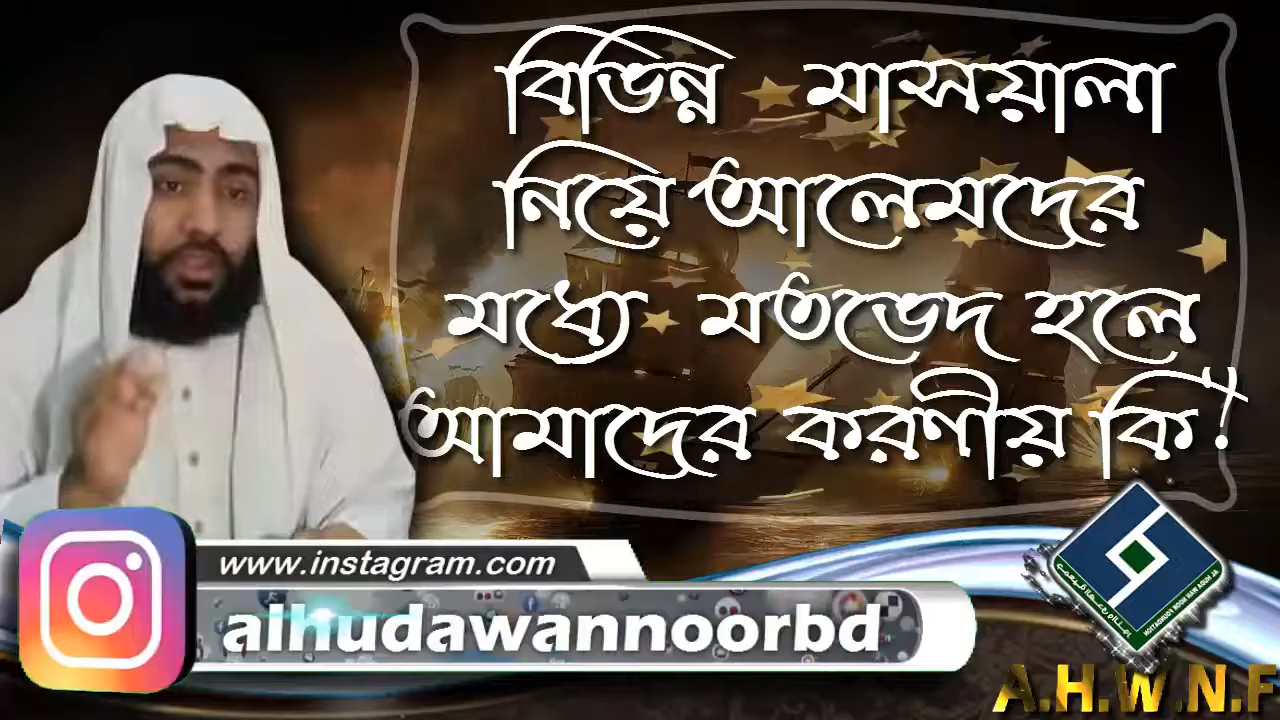 বিভিন্ন মাসয়ালা
নিয়ে আলেমদের
মধ্যে মতভেদ হলে
আমাদের করণীয় কি!
www.instagram.com
alhudawannoorbd
A.H.W.N.F